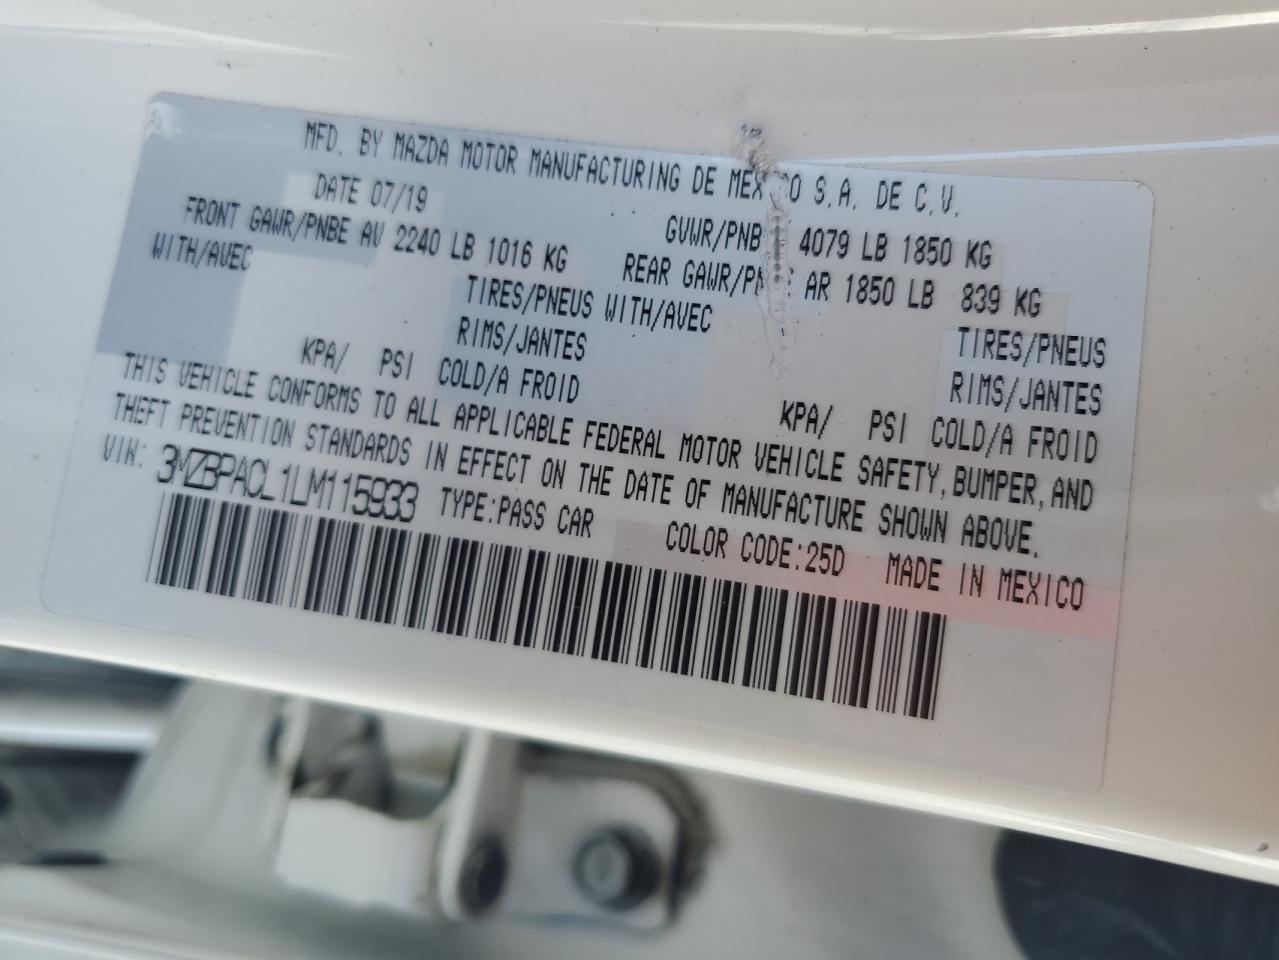 MFD. BY MAZDA MOTOR MANUFACTURING DE MEXICO S.A. DE C.V.
DATE 07/19 GVWR/PNBV 4079 LB 1850 KG
FRONT GAWR/PNBE AV 2240 LB 1016 KG REAR GAWR/PNBE AR 1850 LB 839 KG
WITH/AVEC TIRES/PNEUS WITH/AVEC TIRES/PNEUS
RIMS/JANTES RIMS/JANTES
KPA/ PSI COLD/A FROID KPA/ PSI COLD/A FROID
THIS VEHICLE CONFORMS TO ALL APPLICABLE FEDERAL MOTOR VEHICLE SAFETY, BUMPER, AND
THEFT PREVENTION STANDARDS IN EFFECT ON THE DATE OF MANUFACTURE SHOWN ABOVE.
VIN: 3MZBPACL1LM115933 TYPE:PASS CAR COLOR CODE:25D MADE IN MEXICO